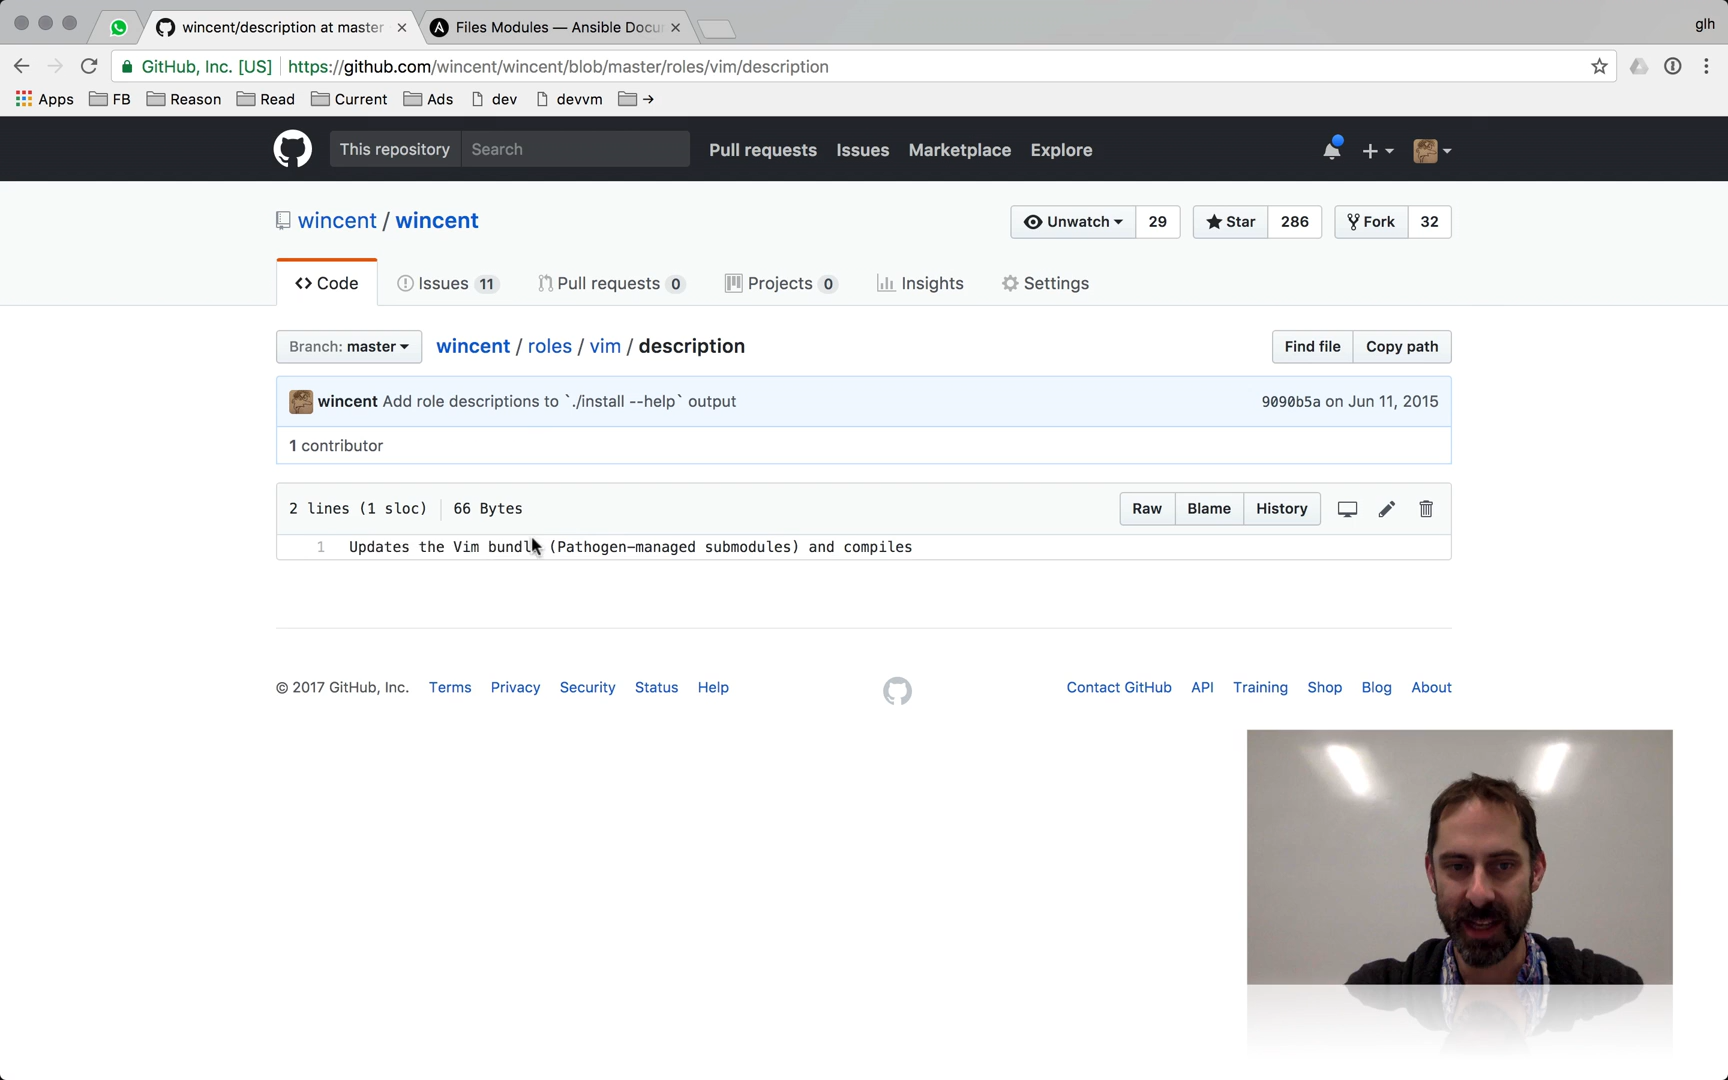 wincent/description at master
Files Modules — Ansible Docu
glh
GitHub, Inc. [US] https://github.com/wincent/wincent/blob/master/roles/vim/description
Apps FB Reason Read Current Ads dev devvm →
This repository Search Pull requests Issues Marketplace Explore
wincent / wincent
Unwatch 29 Star 286 Fork 32
Code Issues 11 Pull requests 0 Projects 0 Insights Settings
Branch: master wincent / roles / vim / description Find file Copy path
wincent Add role descriptions to `./install --help` output 9090b5a on Jun 11, 2015
1 contributor
2 lines (1 sloc) 66 Bytes Raw Blame History
1 Updates the Vim bundle (Pathogen-managed submodules) and compiles
© 2017 GitHub, Inc. Terms Privacy Security Status Help Contact GitHub API Training Shop Blog About